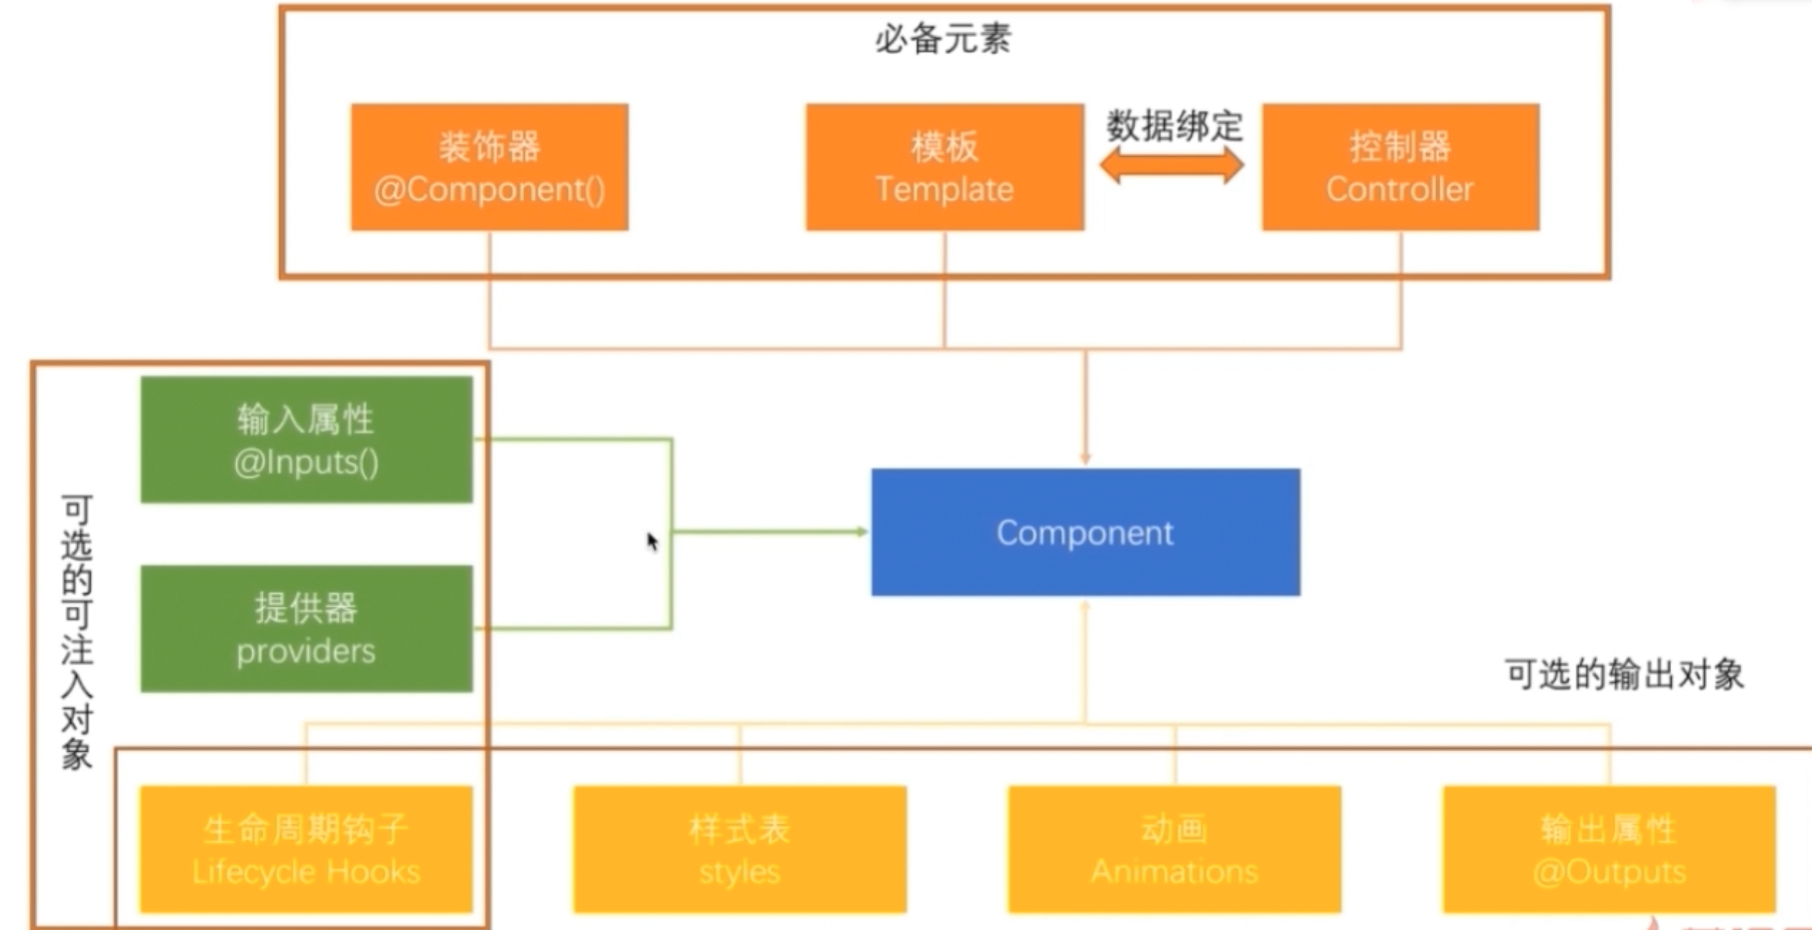 必备元素
装饰器
@Component()
模板
Template
数据绑定
控制器
Controller
输入属性
@Inputs()
可选的可注入对象
提供器
providers
Component
可选的输出对象
生命周期钩子
Lifecycle Hooks
样式表
styles
动画
Animations
输出属性
@Outputs